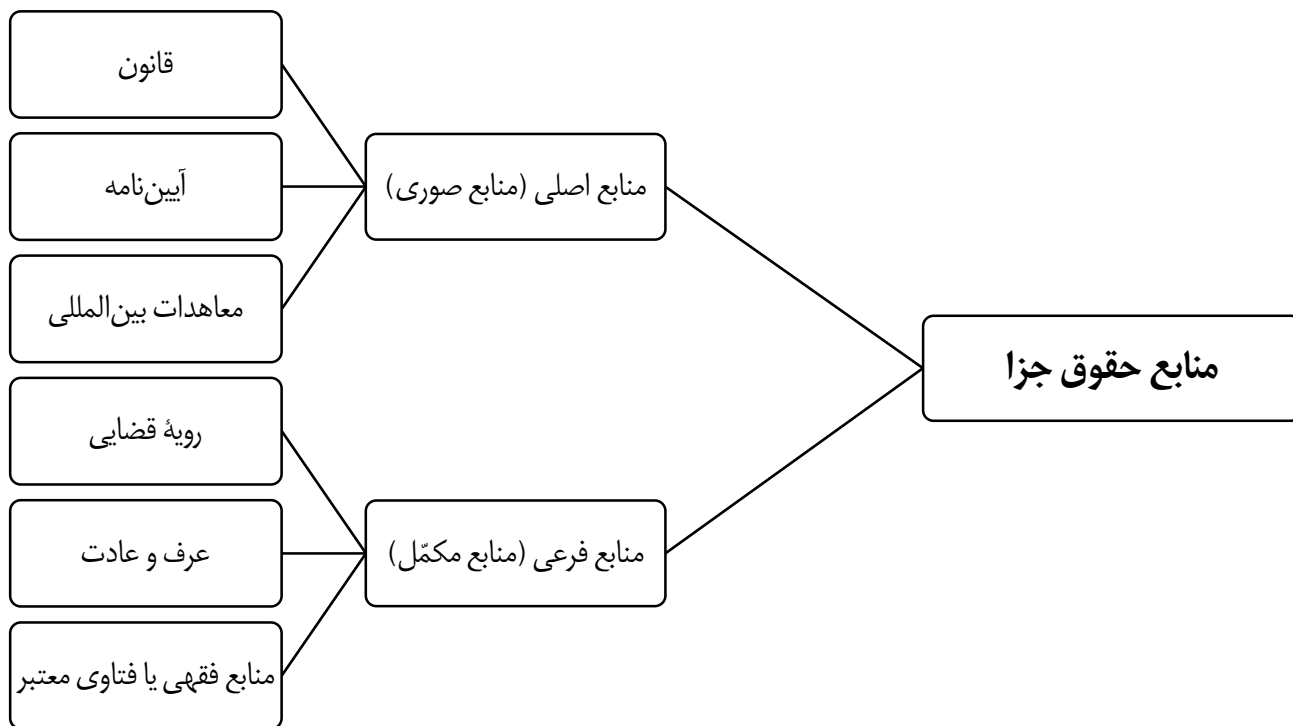 منابع حقوق جزا
منابع اصلی (منابع صوری)
قانون
آیین‌نامه
معاهدات بین‌المللی
منابع فرعی (منابع مکمّل)
رویهٔ قضایی
عرف و عادت
منابع فقهی یا فتاوی معتبر